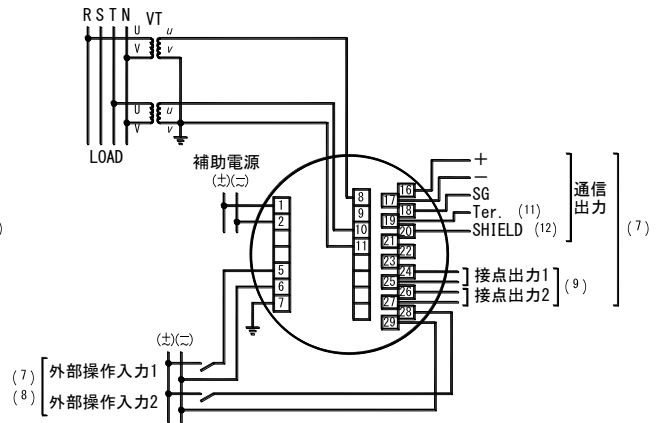 R S T N VT
U u
V v
U u
V v
LOAD
補助電源
(±)(=)
1
2
5
6
7
8
9
10
11
16
17
18
19
20
21
22
23
24
25
26
27
28
29
+
−
SG
Ter. (11)
SHIELD (12)
通信
出力
(7)
接点出力1
接点出力2
(9)
(±)(=)
(7)
(8)
外部操作入力1
外部操作入力2
)